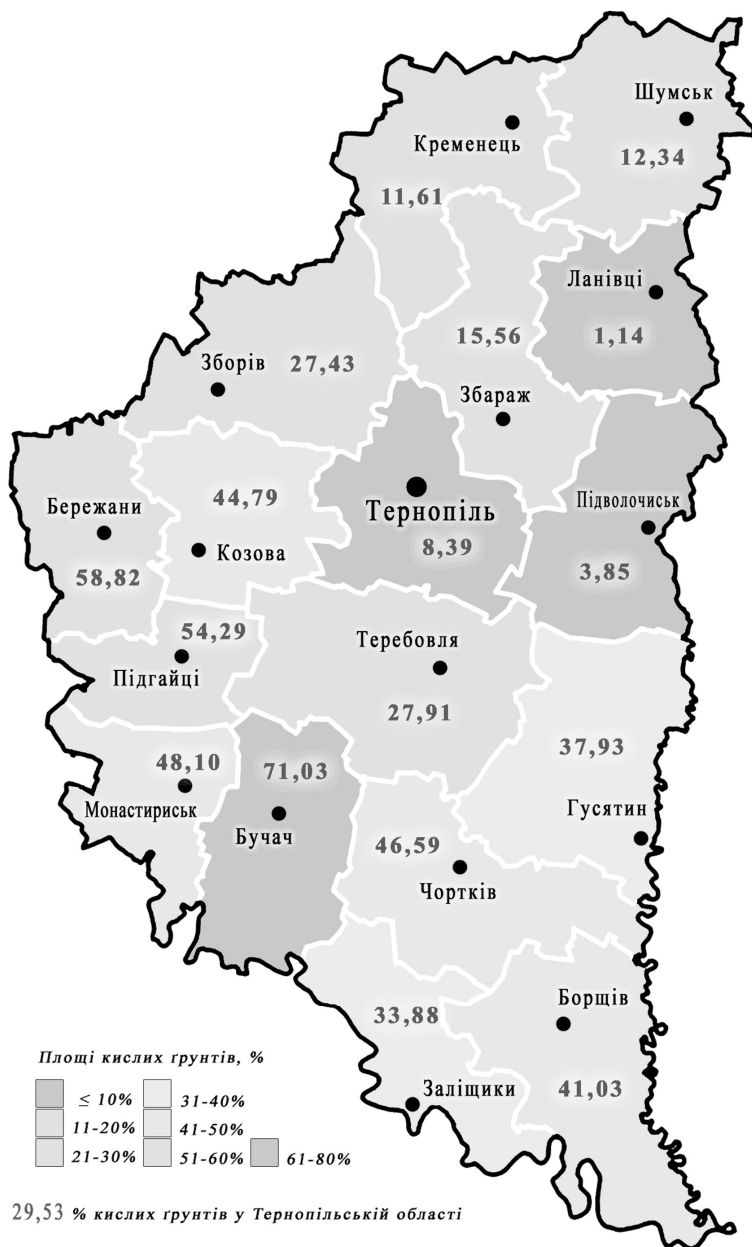 Шумськ
Кременець
12,34
11,61
Ланівці
15,56
1,14
Зборів
27,43
Збараж
44,79
Бережани
Тернопіль
Підволочиськ
Козова
8,39
58,82
3,85
54,29
Теребовля
Підгайці
27,91
37,93
48,10
71,03
Монастириськ
Гусятин
Бучач
46,59
Чортків
33,88
Борщів
Заліщики
41,03
Площі кислих ґрунтів, %
≤ 10%
31-40%
11-20%
41-50%
21-30%
51-60%
61-80%
29,53 % кислих ґрунтів у Тернопільській області